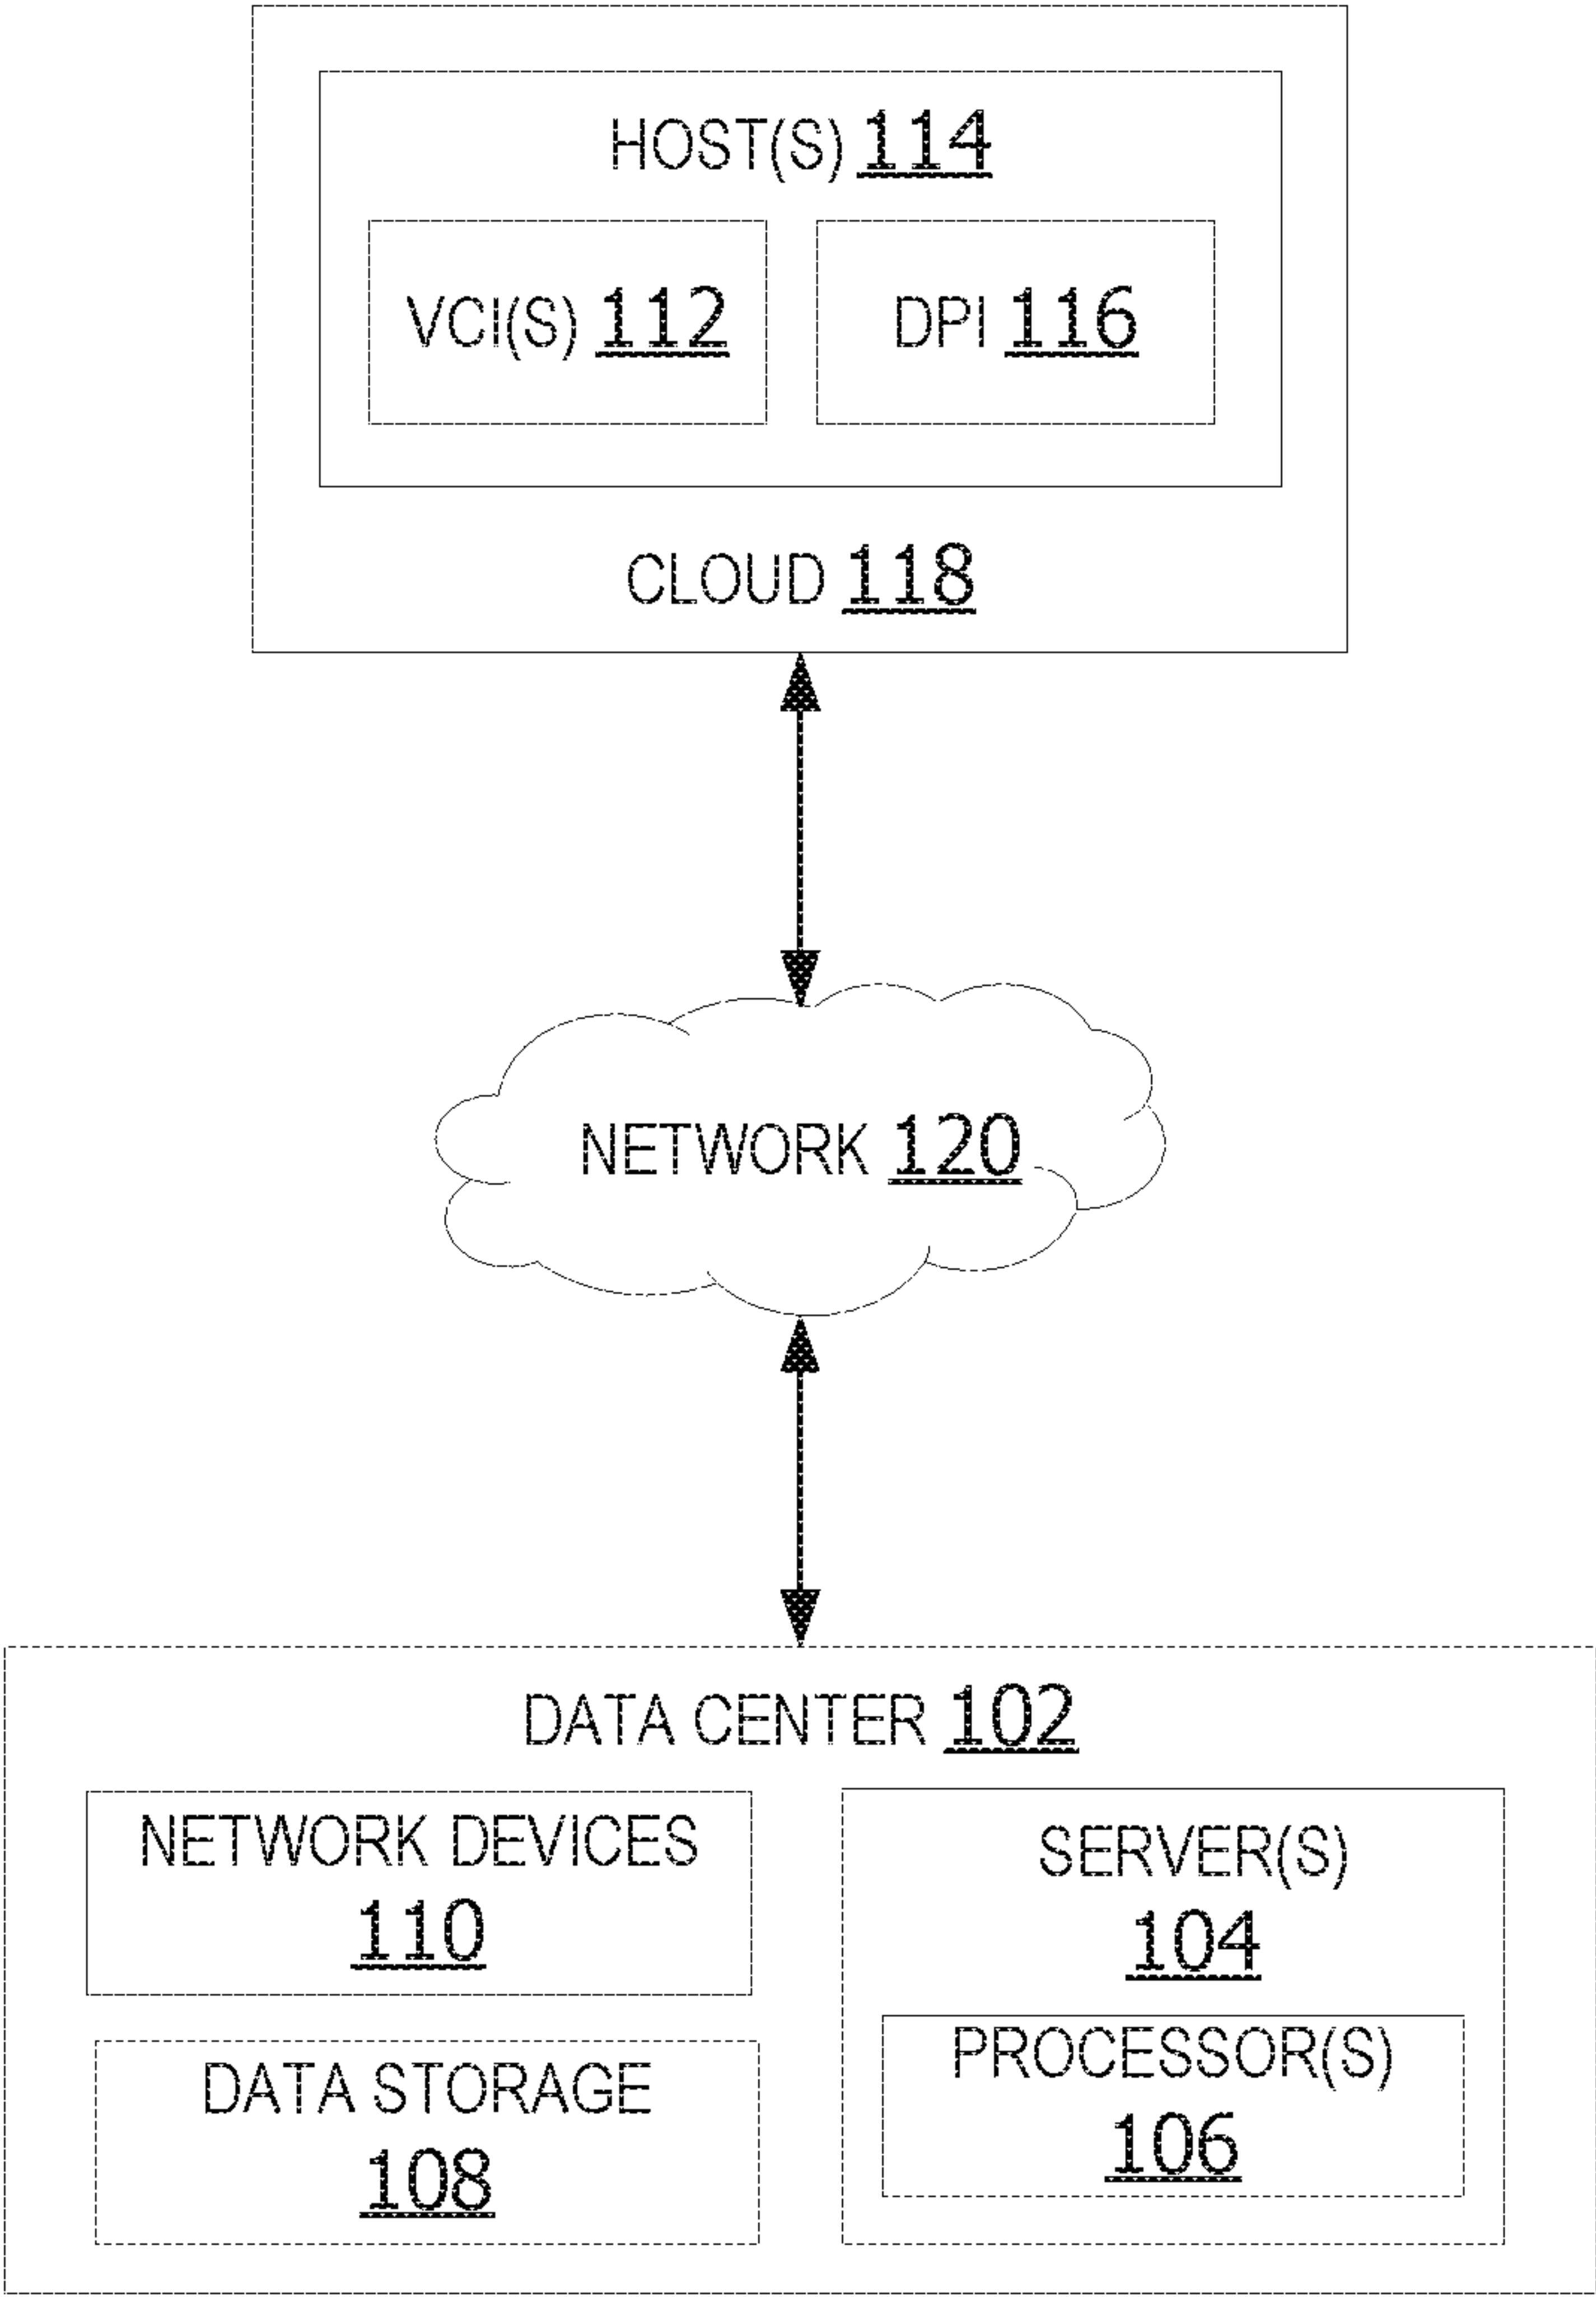 HOST(S) 114
VCI(S) 112
DPI 116
CLOUD 118
NETWORK 120
DATA CENTER 102
NETWORK DEVICES
110
DATA STORAGE
108
SERVER(S)
104
PROCESSOR(S)
106